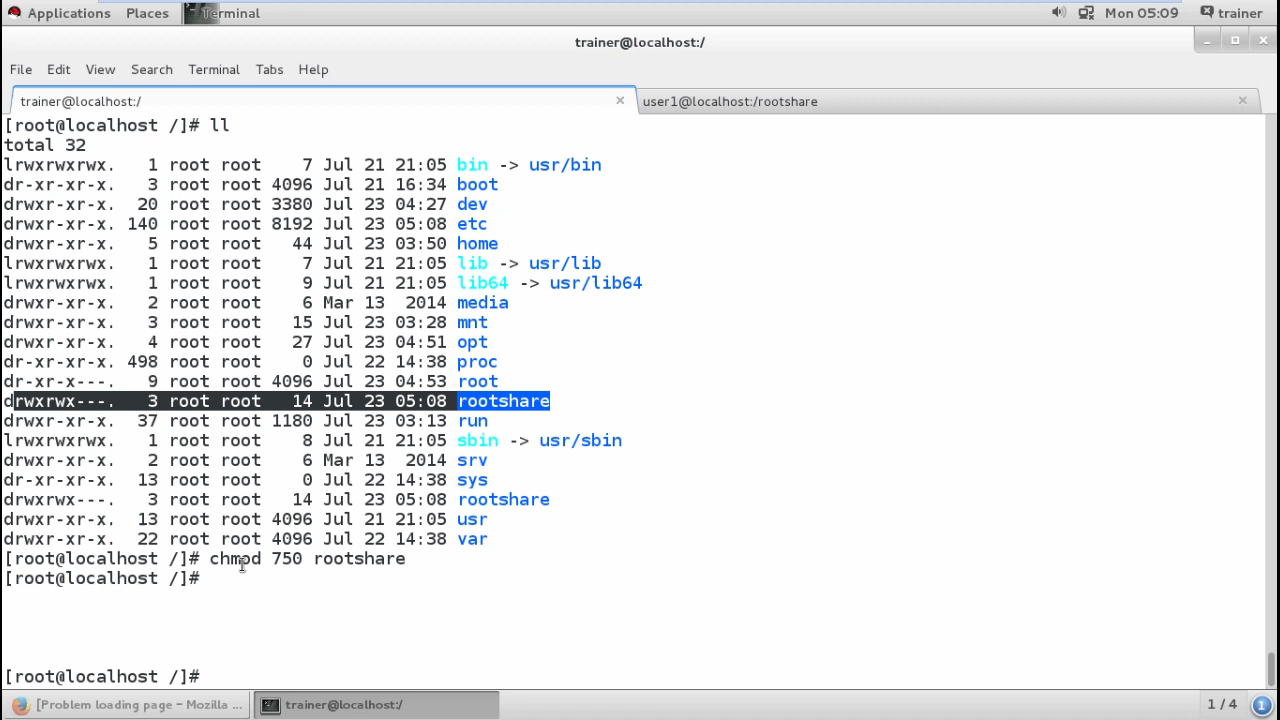 Applications Places Terminal Mon 05:09 trainer
trainer@localhost:/
File Edit View Search Terminal Tabs Help
trainer@localhost:/ user1@localhost:/rootshare
[root@localhost /]# ll
total 32
lrwxrwxrwx. 1 root root 7 Jul 21 21:05 bin -> usr/bin
dr-xr-xr-x. 3 root root 4096 Jul 21 16:34 boot
drwxr-xr-x. 20 root root 3380 Jul 23 04:27 dev
drwxr-xr-x. 140 root root 8192 Jul 23 05:08 etc
drwxr-xr-x. 5 root root 44 Jul 23 03:50 home
lrwxrwxrwx. 1 root root 7 Jul 21 21:05 lib -> usr/lib
lrwxrwxrwx. 1 root root 9 Jul 21 21:05 lib64 -> usr/lib64
drwxr-xr-x. 2 root root 6 Mar 13 2014 media
drwxr-xr-x. 3 root root 15 Jul 23 03:28 mnt
drwxr-xr-x. 4 root root 27 Jul 23 04:51 opt
dr-xr-xr-x. 498 root root 0 Jul 22 14:38 proc
dr-xr-x---. 9 root root 4096 Jul 23 04:53 root
drwxrwx---. 3 root root 14 Jul 23 05:08 rootshare
drwxr-xr-x. 37 root root 1180 Jul 23 03:13 run
lrwxrwxrwx. 1 root root 8 Jul 21 21:05 sbin -> usr/sbin
drwxr-xr-x. 2 root root 6 Mar 13 2014 srv
dr-xr-xr-x. 13 root root 0 Jul 22 14:38 sys
drwxrwx---. 3 root root 14 Jul 23 05:08 rootshare
drwxr-xr-x. 13 root root 4096 Jul 21 21:05 usr
drwxr-xr-x. 22 root root 4096 Jul 22 14:38 var
[root@localhost /]# chmod 750 rootshare
[root@localhost /]#
[root@localhost /]#
[Problem loading page - Mozilla ... trainer@localhost:/ 1 / 4 1